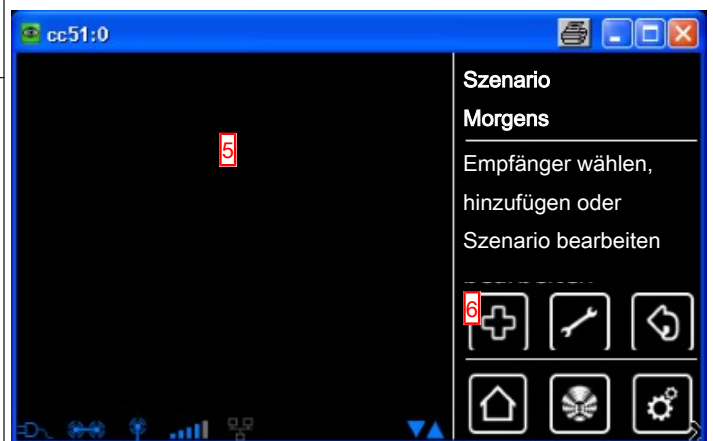 cc51:0
5
Szenario
Morgens
Empfänger wählen,
hinzufügen oder
Szenario bearbeiten
6